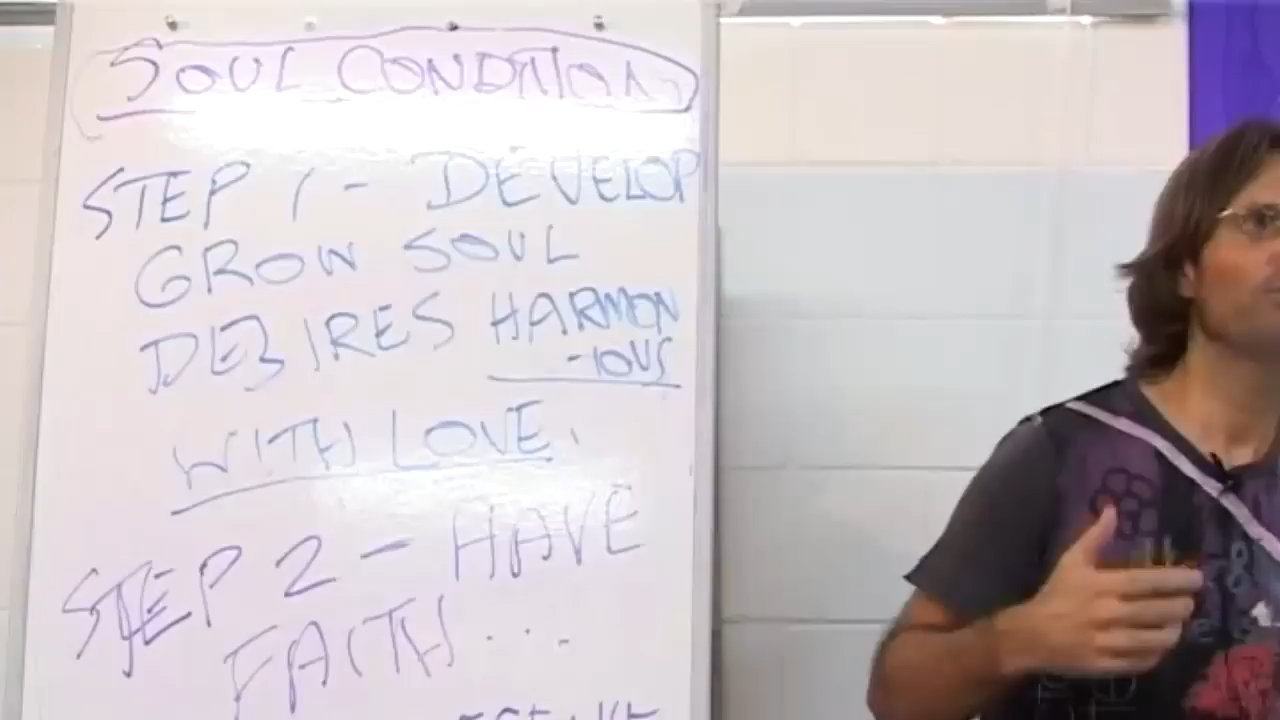 SOUL CONDITION
STEP 1 - DEVELOP
GROW SOUL
DESIRES HARMON
-IOUS
WITH LOVE.
STEP 2 - HAVE
FAITH...